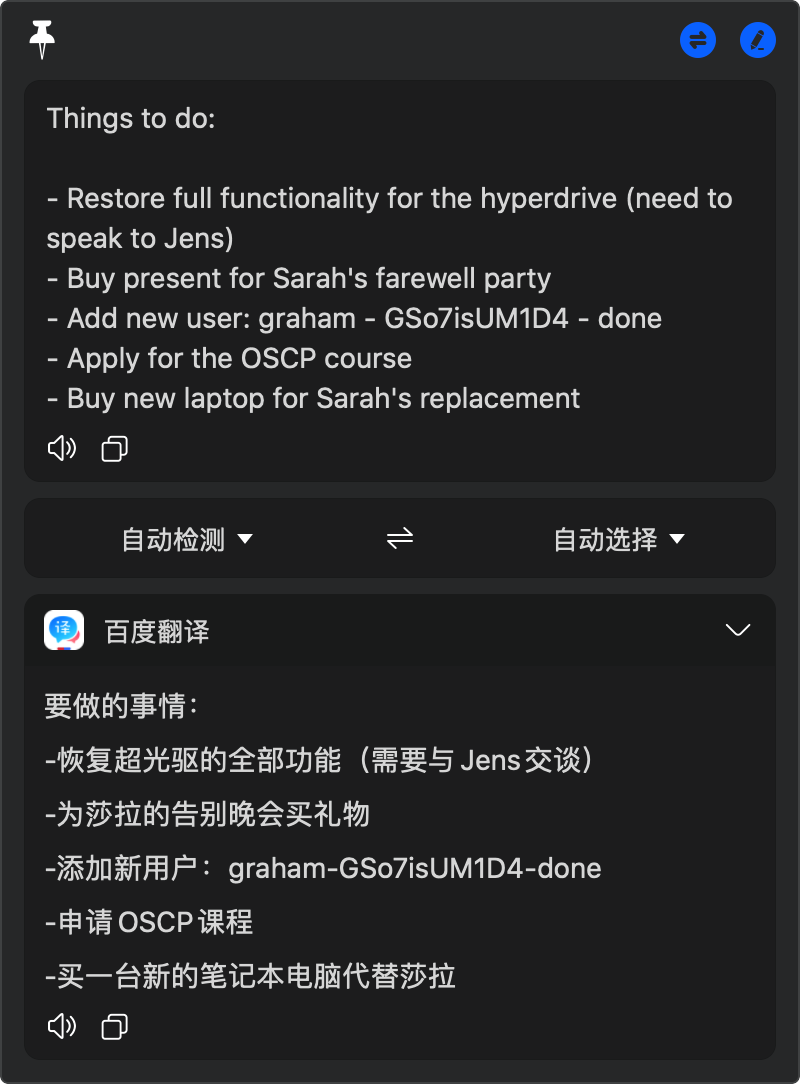 Things to do:
- Restore full functionality for the hyperdrive (need to
speak to Jens)
- Buy present for Sarah's farewell party
- Add new user: graham - GSo7isUM1D4 - done
- Apply for the OSCP course
- Buy new laptop for Sarah's replacement
自动检测 自动选择
译 百度翻译
要做的事情：
-恢复超光驱的全部功能（需要与Jens交谈）
-为莎拉的告别晚会买礼物
-添加新用户：graham-GSo7isUM1D4-done
-申请OSCP课程
-买一台新的笔记本电脑代替莎拉